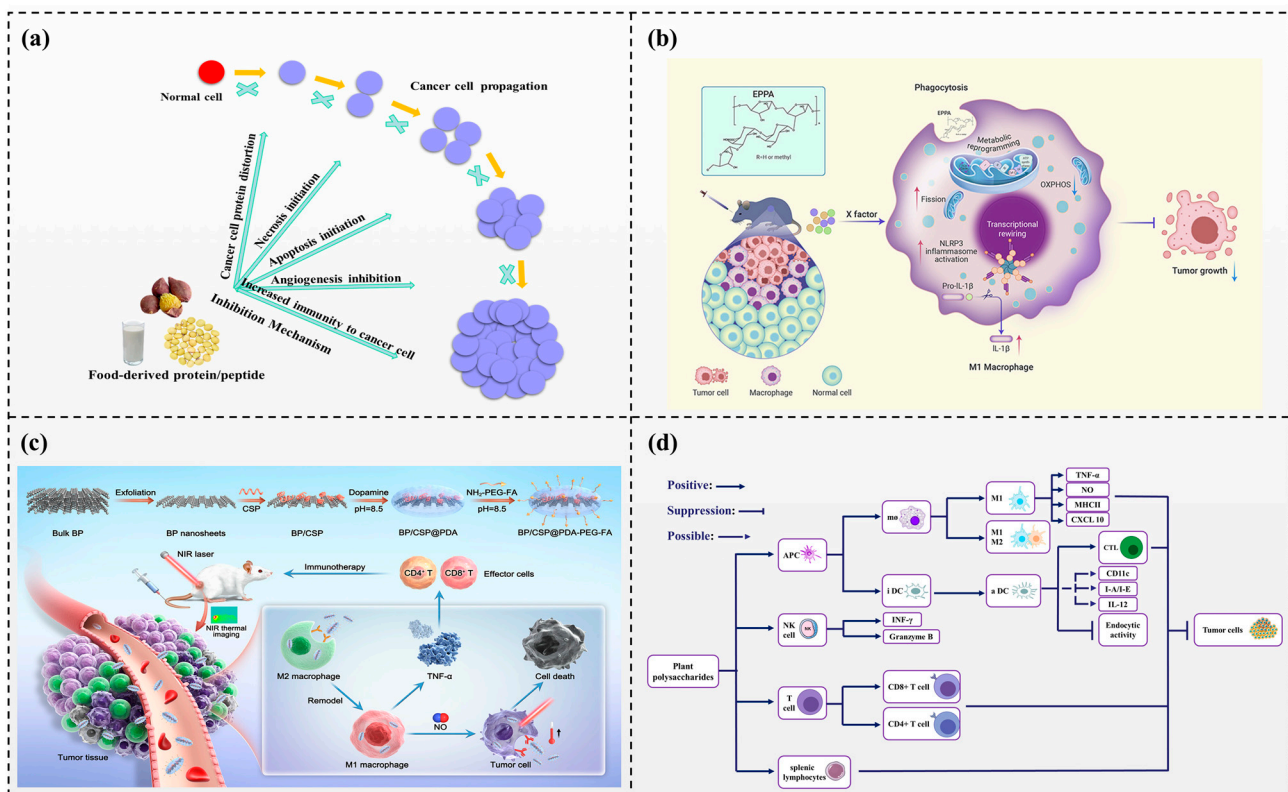 (a)
Normal cell
Cancer cell propagation
Cancer cell protein distortion
Necrosis initiation
Apoptosis initiation
Angiogenesis inhibition
Increased immunity to cancer cell
Inhibition Mechanism
Food-derived protein/peptide
(b)
EPPA
R=H or methyl
X factor
Phagocytosis
EPPA
Metabolic
reprogramming
OXPHOS
Fission
Transcriptional
rewiring
NLRP3
inflammasome
activation
Pro-IL-1β
IL-1β
M1 Macrophage
Tumor growth
Tumor cell
Macrophage
Normal cell
(c)
Exfoliation
CSP
Dopamine
pH=8.5
NH₂-PEG-FA
pH=8.5
Bulk BP
BP nanosheets
BP/CSP
BP/CSP@PDA
BP/CSP@PDA-PEG-FA
NIR laser
Immunotherapy
CD4⁺ T
CD8⁺ T
Effector cells
NIR thermal
imaging
M2 macrophage
TNF-α
Cell death
Remodel
NO
M1 macrophage
Tumor cell
Tumor tissue
(d)
Positive:
Suppression:
Possible:
Plant
polysaccharides
APC
NK
cell
NK
T
cell
splenic
lymphocytes
mo
i DC
a DC
M1
M1
M2
TNF-α
NO
MHCII
CXCL 10
CTL
CD11c
I-A/I-E
IL-12
Endocytic
activity
INF-γ
Granzyme B
CD8+ T cell
CD4+ T cell
Tumor cells